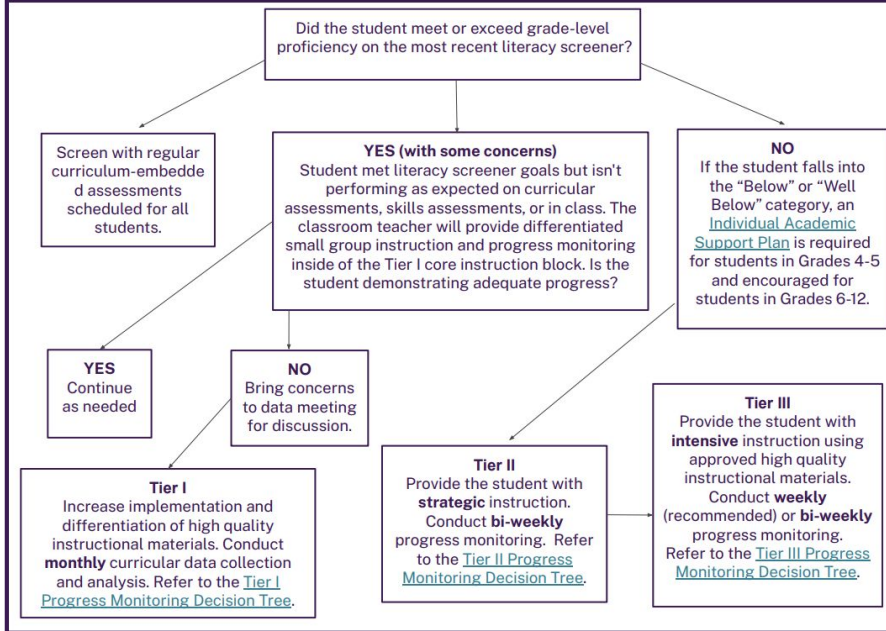 Did the student meet or exceed grade-level
proficiency on the most recent literacy screener?
Screen with regular
curriculum-embedde
d assessments
scheduled for all
students.
YES (with some concerns)
Student met literacy screener goals but isn't
performing as expected on curricular
assessments, skills assessments, or in class. The
classroom teacher will provide differentiated
small group instruction and progress monitoring
inside of the Tier I core instruction block. Is the
student demonstrating adequate progress?
NO
If the student falls into
the “Below” or “Well
Below” category, an
Individual Academic
Support Plan is required
for students in Grades 4-5
and encouraged for
students in Grades 6-12.
YES
Continue
as needed
NO
Bring concerns
to data meeting
for discussion.
Tier I
Increase implementation and
differentiation of high quality
instructional materials. Conduct
monthly curricular data collection
and analysis. Refer to the Tier I
Progress Monitoring Decision Tree.
Tier II
Provide the student with
strategic instruction.
Conduct bi-weekly
progress monitoring. Refer
to the Tier II Progress
Monitoring Decision Tree.
Tier III
Provide the student with
intensive instruction using
approved high quality
instructional materials.
Conduct weekly
(recommended) or bi-weekly
progress monitoring.
Refer to the Tier III Progress
Monitoring Decision Tree.